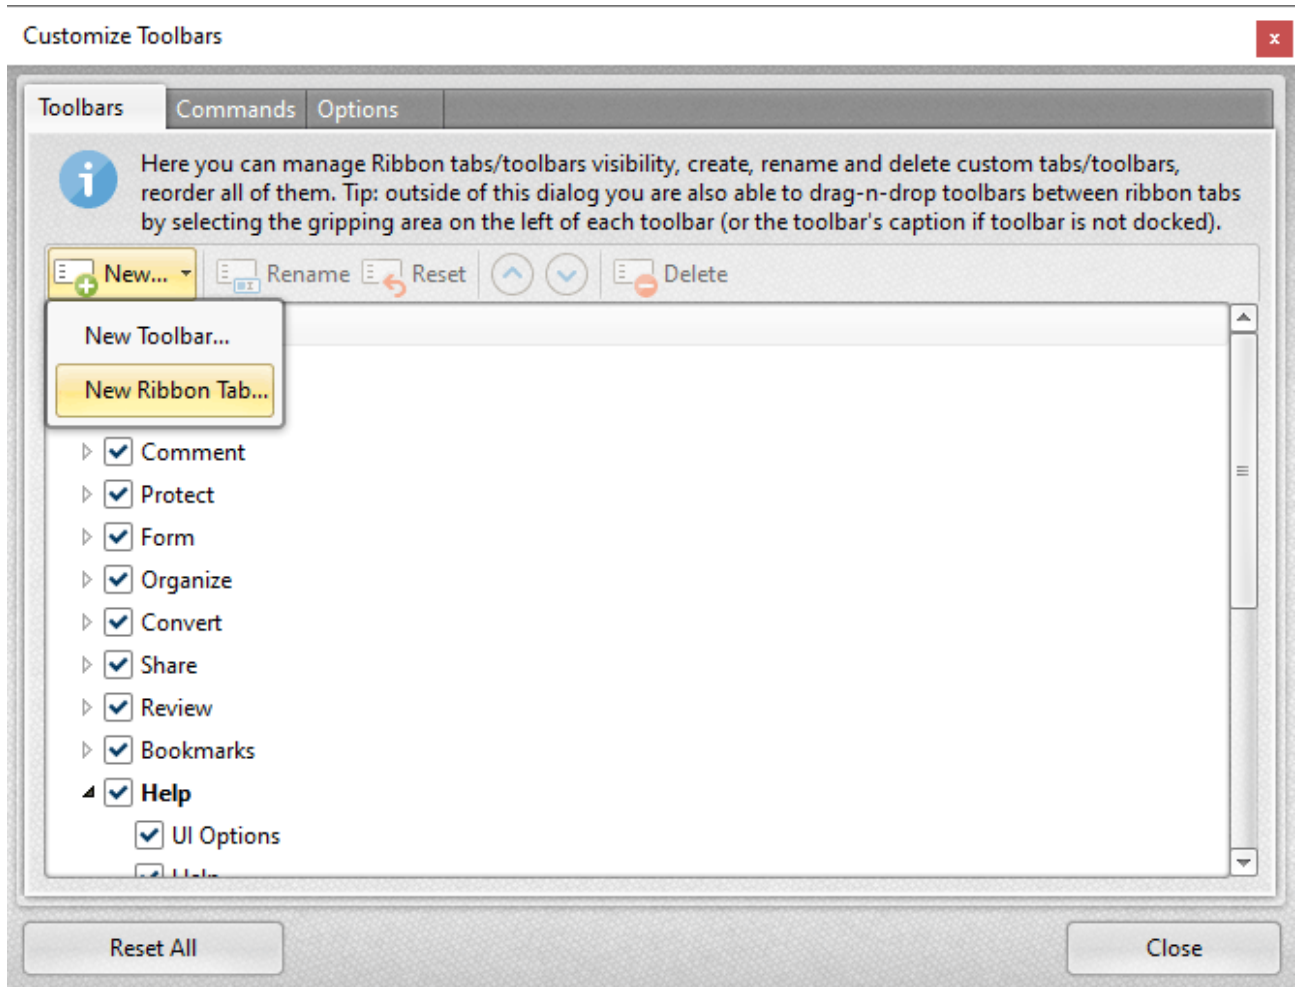 Customize Toolbars
x
Toolbars Commands Options
Here you can manage Ribbon tabs/toolbars visibility, create, rename and delete custom tabs/toolbars,
reorder all of them. Tip: outside of this dialog you are also able to drag-n-drop toolbars between ribbon tabs
by selecting the gripping area on the left of each toolbar (or the toolbar's caption if toolbar is not docked).
New... Rename Reset Delete
New Toolbar...
New Ribbon Tab...
Comment
Protect
Form
Organize
Convert
Share
Review
Bookmarks
Help
UI Options
Help
Reset All Close